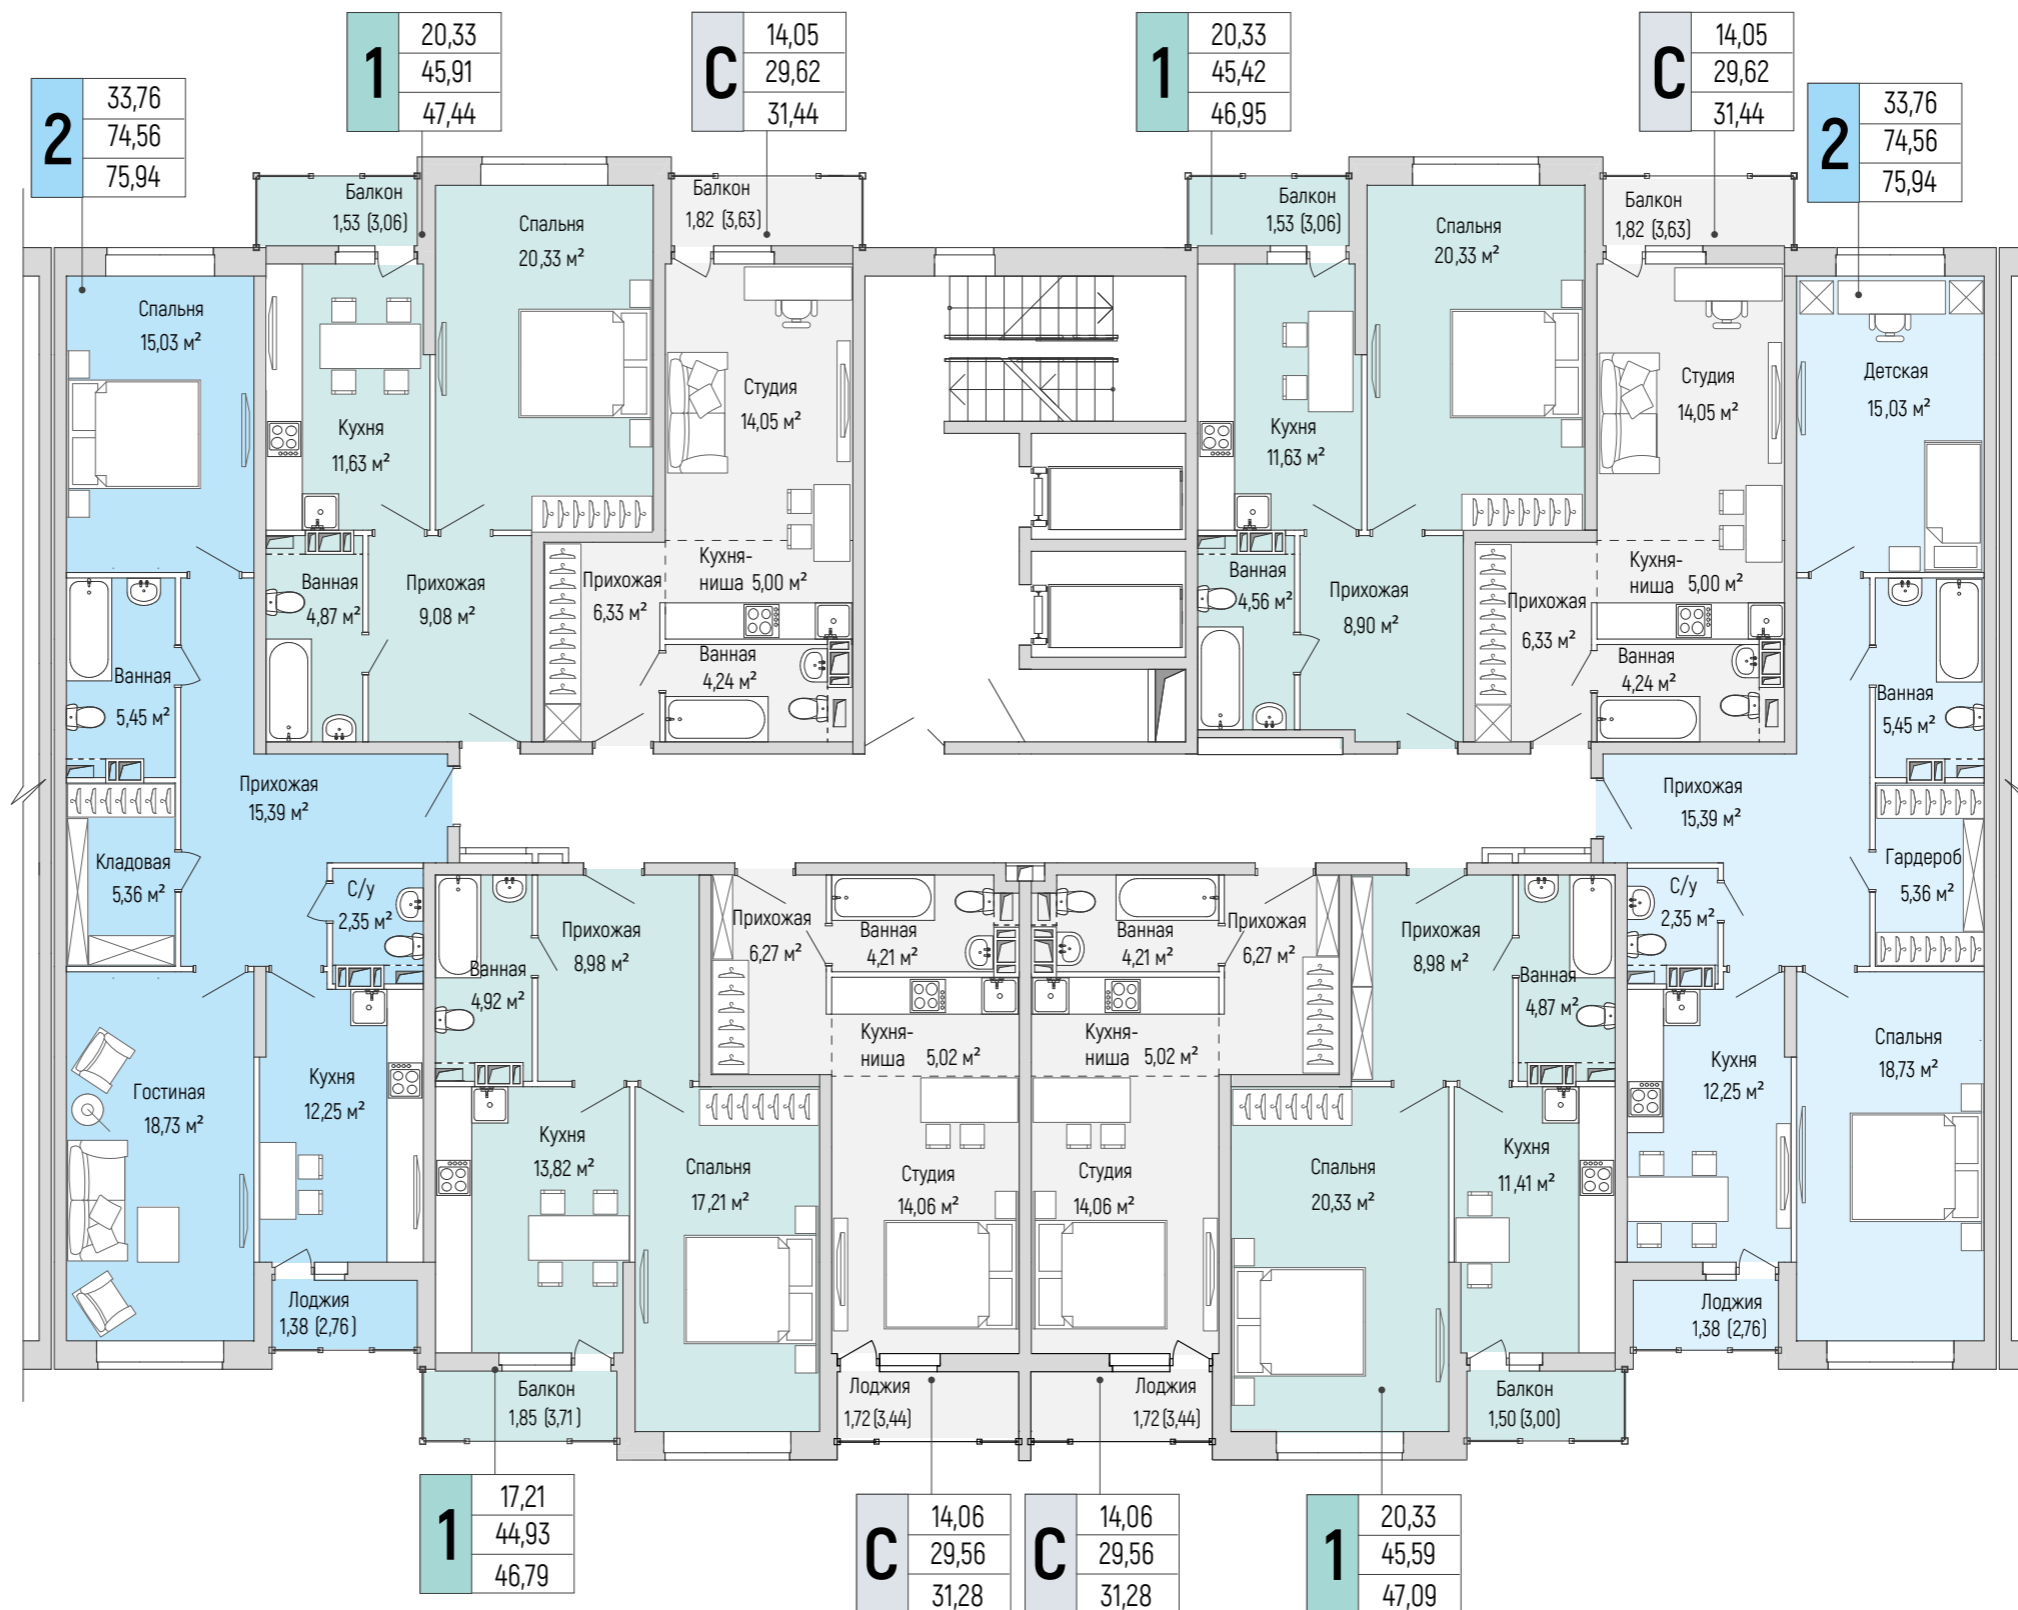 1
20,33
45,91
47,44
С
14,05
29,62
31,44
1
20,33
45,42
46,95
С
14,05
29,62
31,44
2
33,76
74,56
75,94
2
33,76
74,56
75,94
Балкон
1,53 (3,06)
Спальня
20,33 м²
Балкон
1,82 (3,63)
Балкон
1,53 (3,06)
Спальня
20,33 м²
Балкон
1,82 (3,63)
Спальня
15,03 м²
Кухня
11,63 м²
Студия
14,05 м²
Кухня
11,63 м²
Студия
14,05 м²
Детская
15,03 м²
Ванная
4,87 м²
Прихожая
9,08 м²
Прихожая
6,33 м²
Кухня-
ниша 5,00 м²
Ванная
4,24 м²
Ванная
4,56 м²
Прихожая
8,90 м²
Прихожая
6,33 м²
Кухня-
ниша 5,00 м²
Ванная
4,24 м²
Ванная
5,45 м²
Ванная
5,45 м²
Прихожая
15,39 м²
Прихожая
15,39 м²
Кладовая
5,36 м²
С/у
2,35 м²
Ванная
4,92 м²
Прихожая
8,98 м²
Прихожая
6,27 м²
Ванная
4,21 м²
Ванная
4,21 м²
Прихожая
6,27 м²
Прихожая
8,98 м²
Ванная
4,87 м²
С/у
2,35 м²
Гардероб
5,36 м²
Кухня-
ниша 5,02 м²
Кухня-
ниша 5,02 м²
Гостиная
18,73 м²
Кухня
12,25 м²
Кухня
13,82 м²
Спальня
17,21 м²
Студия
14,06 м²
Студия
14,06 м²
Спальня
20,33 м²
Кухня
11,41 м²
Кухня
12,25 м²
Спальня
18,73 м²
Лоджия
1,38 (2,76)
Лоджия
1,38 (2,76)
Балкон
1,85 (3,71)
Лоджия
1,72 (3,44)
Лоджия
1,72 (3,44)
Балкон
1,50 (3,00)
1
17,21
44,93
46,79
С
14,06
29,56
31,28
С
14,06
29,56
31,28
1
20,33
45,59
47,09